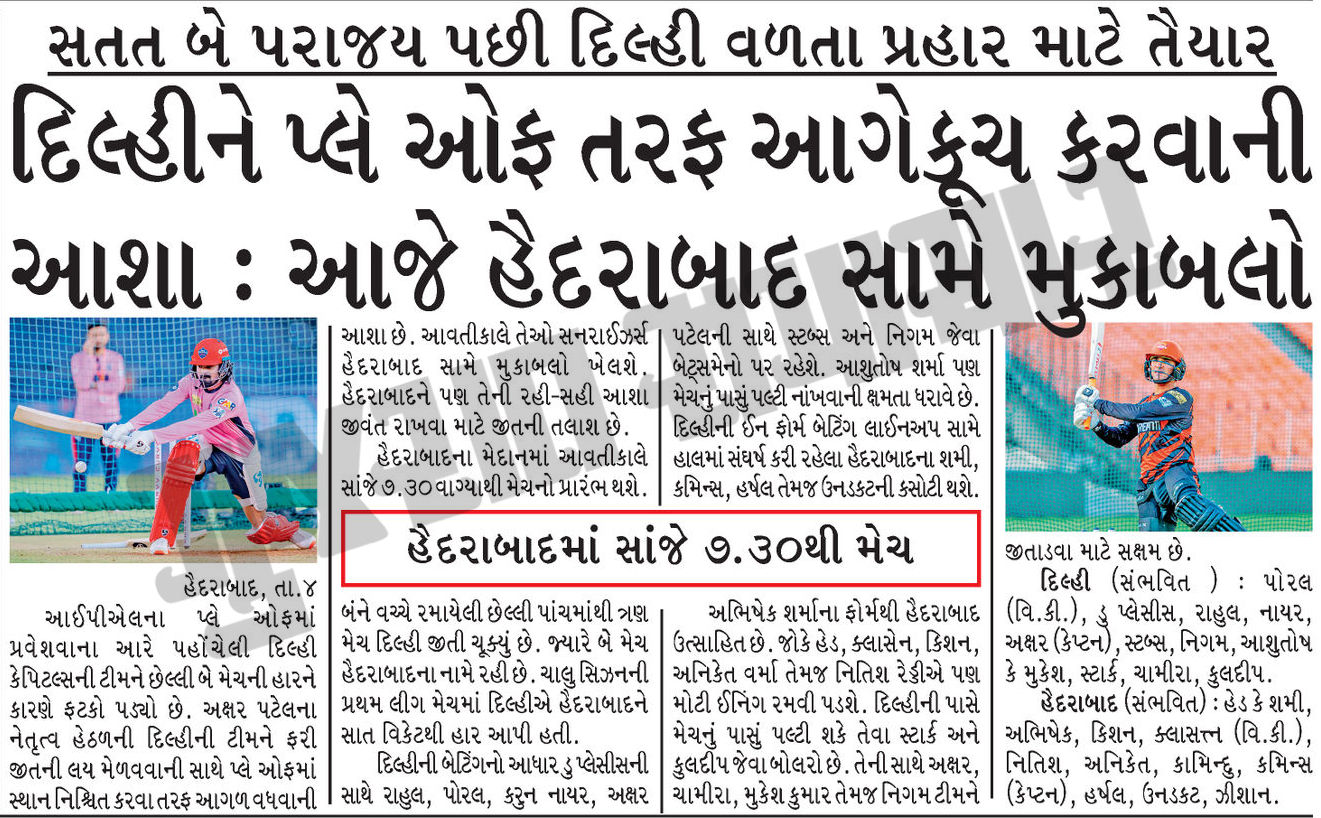 સતત બે પરાજય પછી દિલ્હી વળતા પ્રહાર માટે તૈયાર
દિલ્હીને પ્લે ઓફ તરફ આગેકૂચ કરવાની
આશા : આજે હૈદરાબાદ સામે મુકાબલો
હૈદરાબાદ, તા.૪
આઈપીએલના પ્લે ઓફમાં
પ્રવેશવાના આરે પહોંચેલી દિલ્હી
કેપિટલ્સની ટીમને છેલ્લી બે મેચની હારને
કારણે ફટકો પડ્યો છે. અક્ષર પટેલના
નેતૃત્વ હેઠળની દિલ્હીની ટીમને ફરી
જીતની લય મેળવવાની સાથે પ્લે ઓફમાં
સ્થાન નિશ્ચિત કરવા તરફ આગળ વધવાની
આશા છે. આવતીકાલે તેઓ સનરાઈઝર્સ
હૈદરાબાદ સામે મુકાબલો ખેલશે.
હૈદરાબાદને પણ તેની રહી-સહી આશા
જીવંત રાખવા માટે જીતની તલાશ છે.
હૈદરાબાદના મેદાનમાં આવતીકાલે
સાંજે ૭.૩૦ વાગ્યાથી મેચનો પ્રારંભ થશે.
હૈદરાબાદમાં સાંજે ૭.૩૦થી મેચ
બંને વચ્ચે રમાયેલી છેલ્લી પાંચમાંથી ત્રણ
મેચ દિલ્હી જીતી ચૂક્યું છે. જ્યારે બે મેચ
હૈદરાબાદના નામે રહી છે. ચાલુ સિઝનની
પ્રથમ લીગ મેચમાં દિલ્હીએ હૈદરાબાદને
સાત વિકેટથી હાર આપી હતી.
દિલ્હીની બેટિંગનો આધાર ડુ પ્લેસીસની
સાથે રાહુલ, પોરલ, કરુન નાયર, અક્ષર
પટેલની સાથે સ્ટબ્સ અને નિગમ જેવા
બેટ્સમેનો પર રહેશે. આશુતોષ શર્મા પણ
મેચનું પાસું પલ્ટી નાંખવાની ક્ષમતા ધરાવે છે.
દિલ્હીની ઈન ફોર્મ બેટિંગ લાઈનઅપ સામે
હાલમાં સંઘર્ષ કરી રહેલા હૈદરાબાદના શમી,
કમિન્સ, હર્ષલ તેમજ ઉનડકટની કસોટી થશે.
અભિષેક શર્માના ફોર્મથી હૈદરાબાદ
ઉત્સાહિત છે. જોકે હેડ, ક્લાસેન, કિશન,
અનિકેત વર્મા તેમજ નિતિશ રેડ્ડીએ પણ
મોટી ઈનિંગ રમવી પડશે. દિલ્હીની પાસે
મેચનું પાસું પલ્ટી શકે તેવા સ્ટાર્ક અને
કુલદીપ જેવા બોલરો છે. તેની સાથે અક્ષર,
ચામીરા, મુકેશ કુમાર તેમજ નિગમ ટીમને
જીતાડવા માટે સક્ષમ છે.
દિલ્હી (સંભવિત ) : પોરલ
(વિ.કી.), ડુ પ્લેસીસ, રાહુલ, નાયર,
અક્ષર (કેપ્ટન), સ્ટબ્સ, નિગમ, આશુતોષ
કે મુકેશ, સ્ટાર્ક, ચામીરા, કુલદીપ.
હૈદરાબાદ (સંભવિત) : હેડ કે શમી,
અભિષેક, કિશન, ક્લાસત્ત્ન (વિ.કી.),
નિતિશ, અનિકેત, કામિન્દુ, કમિન્સ
(કેપ્ટન), હર્ષલ, ઉનડકટ, ઝીશાન.